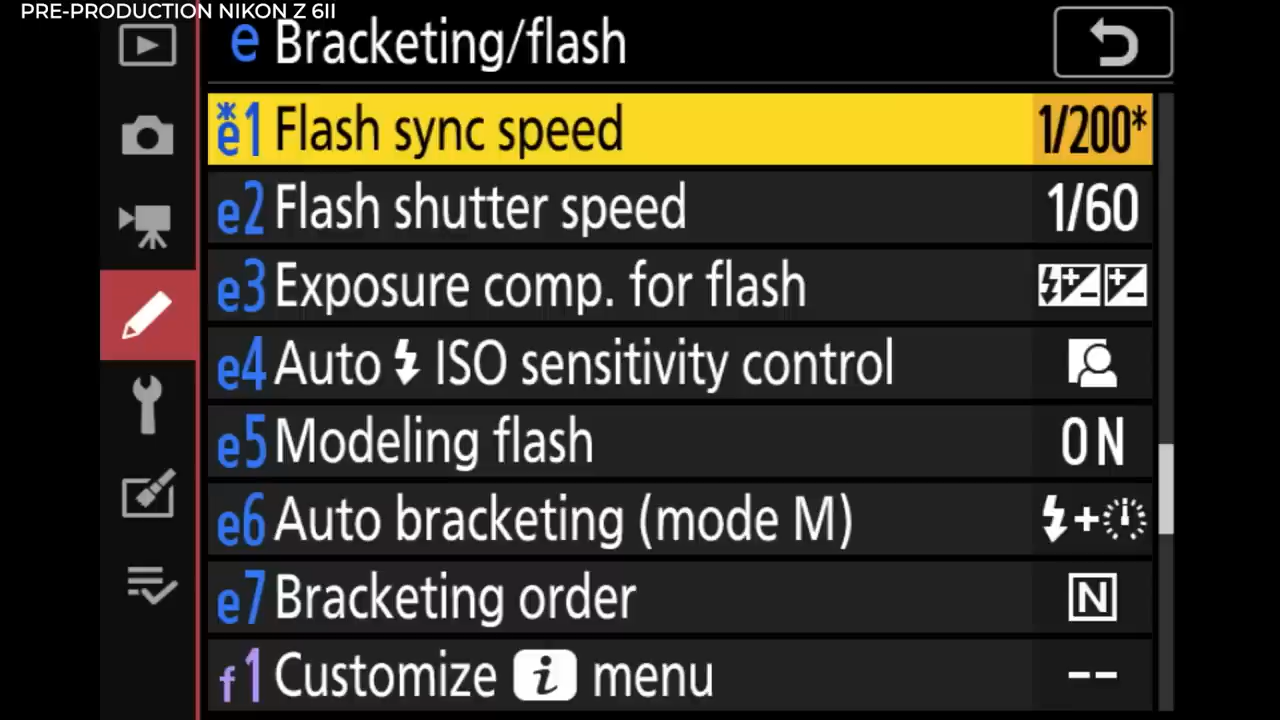 PRE-PRODUCTION NIKON Z 6II
e Bracketing/flash
*e1 Flash sync speed 1/200*
e2 Flash shutter speed 1/60
e3 Exposure comp. for flash
e4 Auto ISO sensitivity control
e5 Modeling flash ON
e6 Auto bracketing (mode M)
e7 Bracketing order N
f1 Customize i menu --